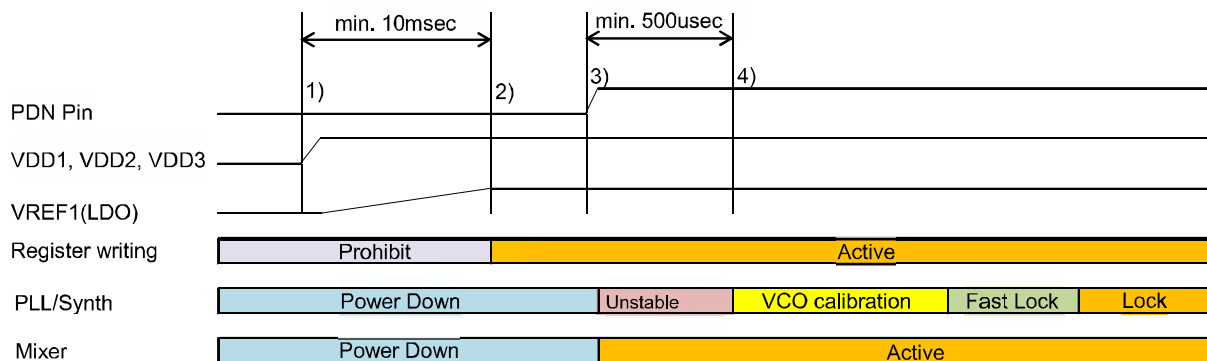 min. 10msec
min. 500usec
1)
2)
3)
4)
PDN Pin
VDD1, VDD2, VDD3
VREF1(LDO)
Register writing Prohibit Active
PLL/Synth Power Down Unstable VCO calibration Fast Lock Lock
Mixer Power Down Active